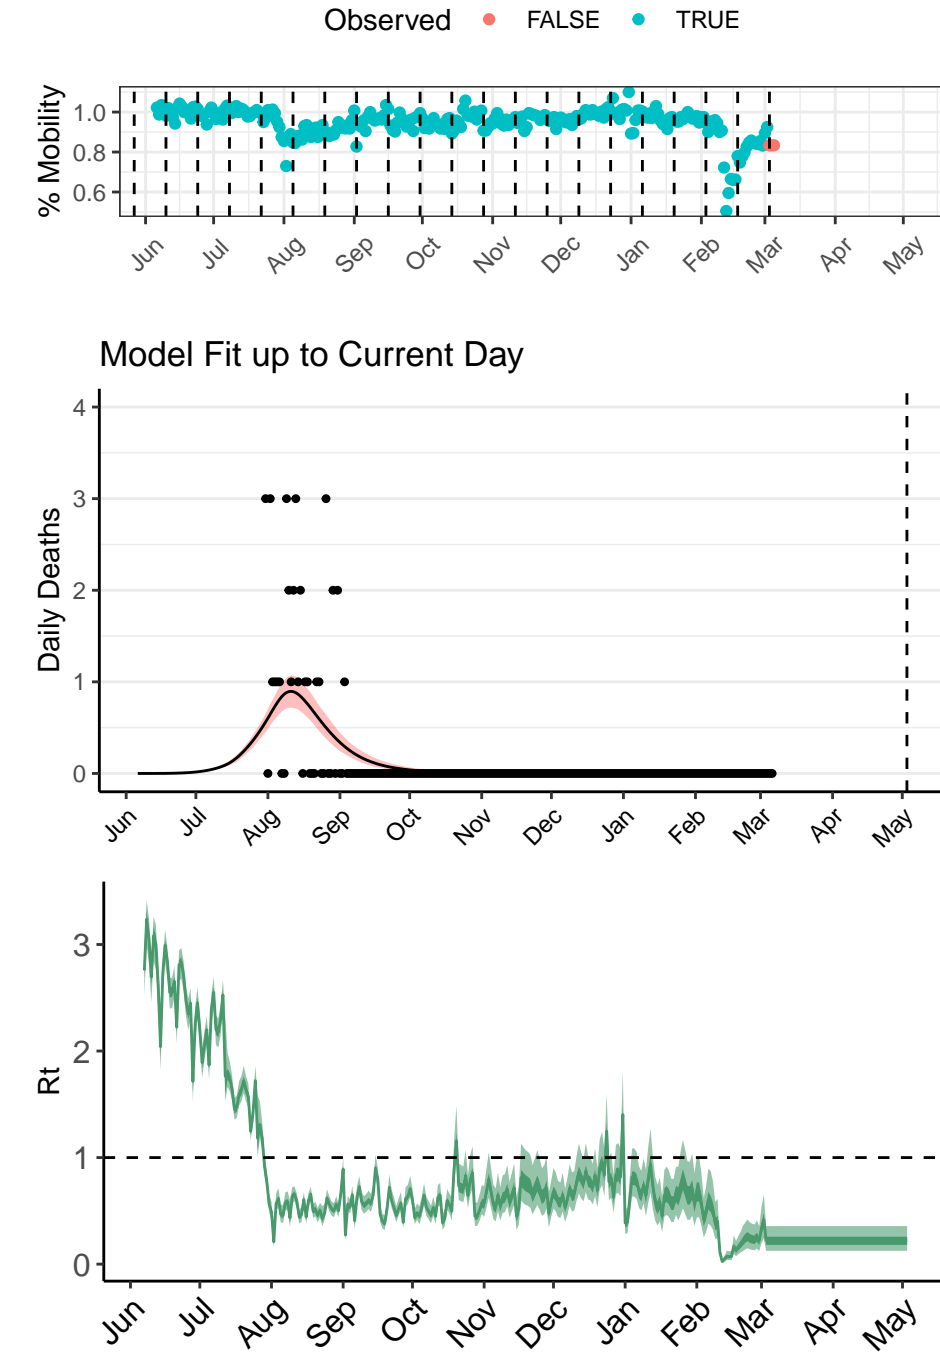 Observed FALSE TRUE
% Mobility
1.0
0.8
0.6
Jun Jul Aug Sep Oct Nov Dec Jan Feb Mar Apr May
Model Fit up to Current Day
Daily Deaths
4
3
2
1
0
Jun Jul Aug Sep Oct Nov Dec Jan Feb Mar Apr May
Rt
3
2
1
0
Jun Jul Aug Sep Oct Nov Dec Jan Feb Mar Apr May